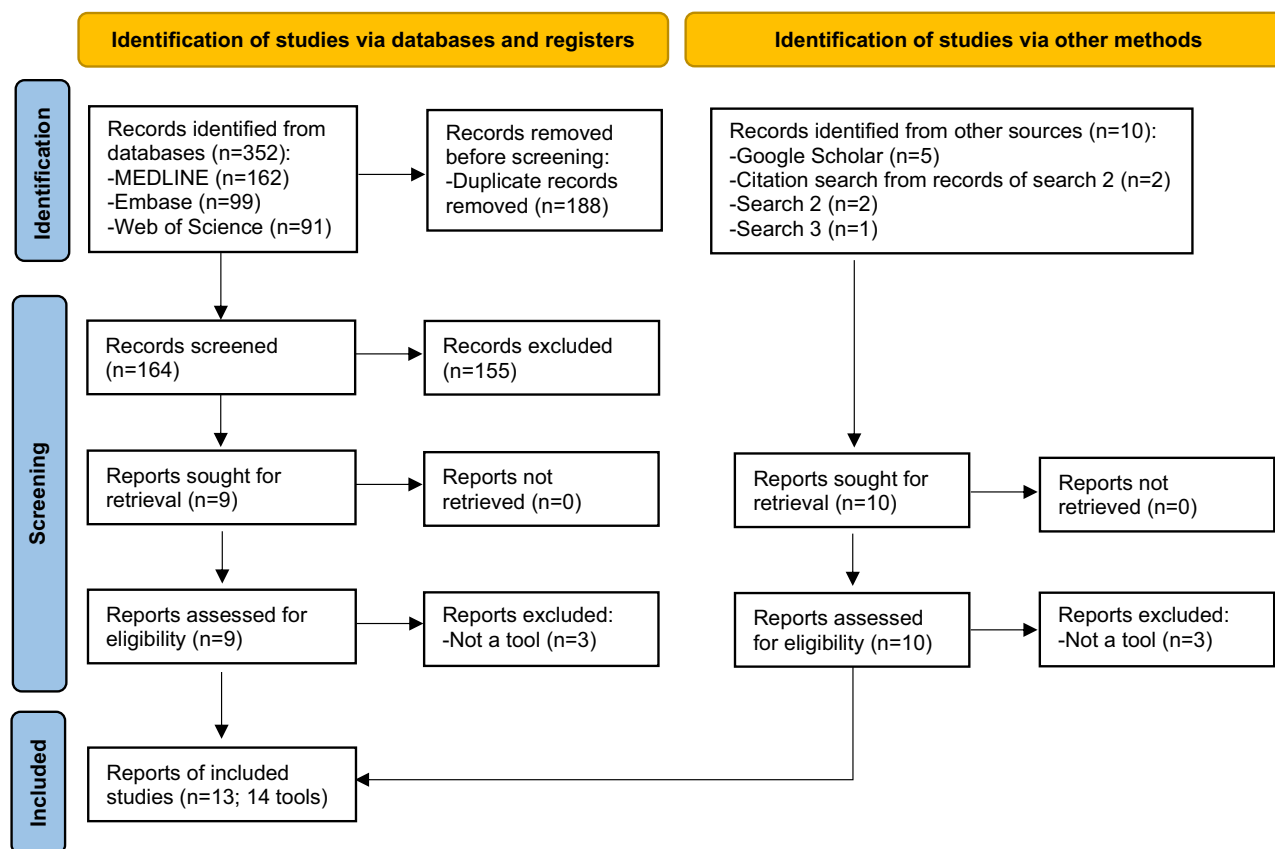 Identification of studies via databases and registers
Identification of studies via other methods
Identification
Records identified from
databases (n=352):
-MEDLINE (n=162)
-Embase (n=99)
-Web of Science (n=91)
Records removed
before screening:
-Duplicate records
removed (n=188)
Records identified from other sources (n=10):
-Google Scholar (n=5)
-Citation search from records of search 2 (n=2)
-Search 2 (n=2)
-Search 3 (n=1)
Screening
Records screened
(n=164)
Records excluded
(n=155)
Reports sought for
retrieval (n=9)
Reports not
retrieved (n=0)
Reports sought for
retrieval (n=10)
Reports not
retrieved (n=0)
Reports assessed for
eligibility (n=9)
Reports excluded:
-Not a tool (n=3)
Reports assessed
for eligibility (n=10)
Reports excluded:
-Not a tool (n=3)
Included
Reports of included
studies (n=13; 14 tools)